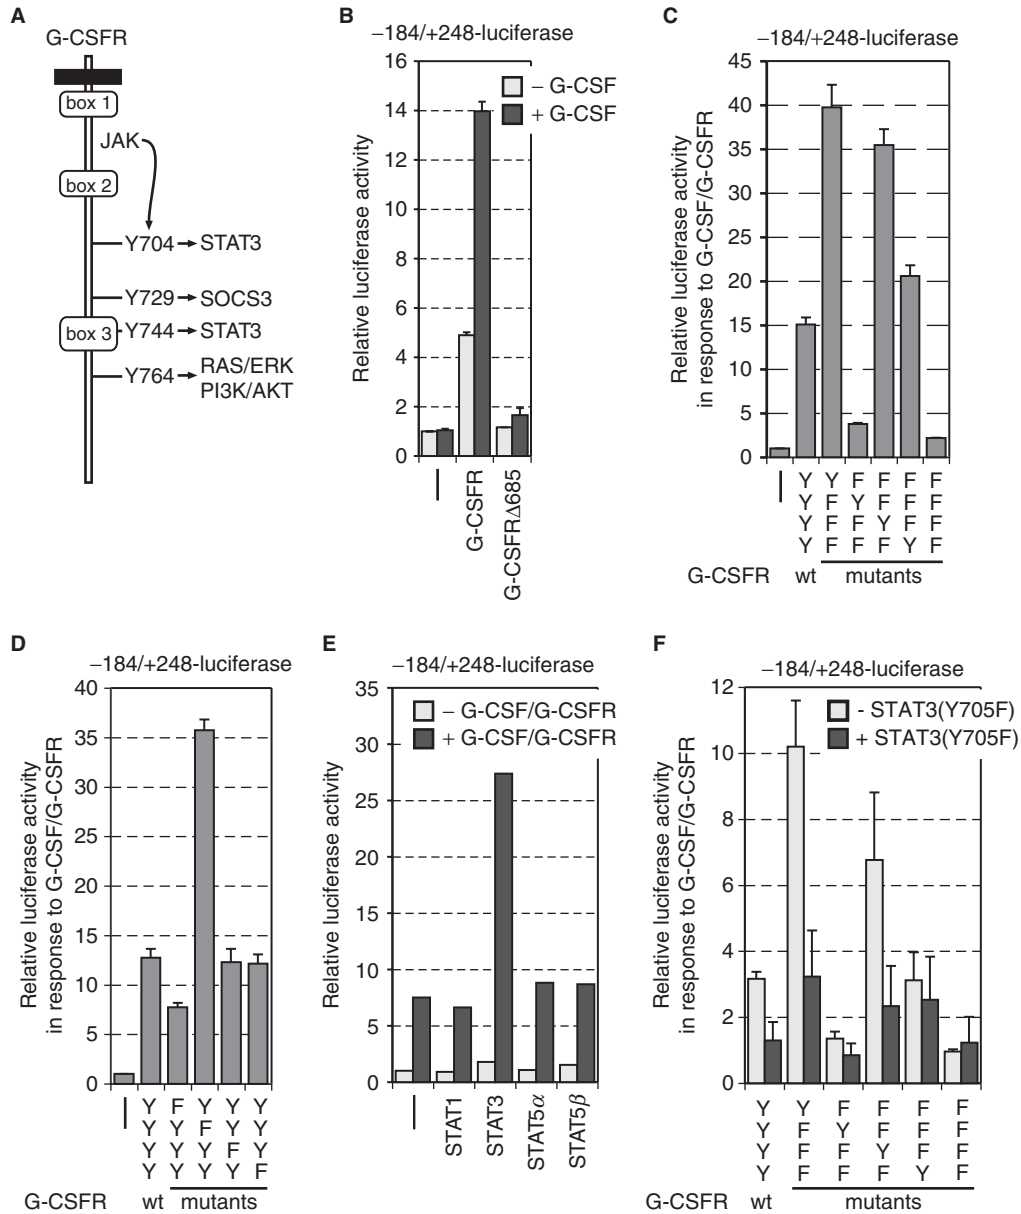 A
G-CSFR
box 1
JAK
box 2
Y704 STAT3
Y729 SOCS3
box 3 Y744 STAT3
Y764 RAS/ERK
PI3K/AKT
B
–184/+248-luciferase
Relative luciferase activity
16
14
12
10
8
6
4
2
0
– G-CSF
+ G-CSF
–
G-CSFR
G-CSFRΔ685
C
–184/+248-luciferase
Relative luciferase activity
in response to G-CSF/G-CSFR
45
40
35
30
25
20
15
10
5
0
– Y Y F F F F
Y F Y F F F
Y F F Y F F
Y F F F Y F
G-CSFR wt mutants
D
–184/+248-luciferase
Relative luciferase activity
in response to G-CSF/G-CSFR
40
35
30
25
20
15
10
5
0
– Y F Y Y Y
Y Y F Y Y
Y Y Y F Y
Y Y Y Y F
G-CSFR wt mutants
E
–184/+248-luciferase
Relative luciferase activity
35
30
25
20
15
10
5
0
– G-CSF/G-CSFR
+ G-CSF/G-CSFR
–
STAT1
STAT3
STAT5α
STAT5β
F
–184/+248-luciferase
Relative luciferase activity
in response to G-CSF/G-CSFR
12
10
8
6
4
2
0
- STAT3(Y705F)
+ STAT3(Y705F)
Y Y F F F F
Y F Y F F F
Y F F Y F F
Y F F F Y F
G-CSFR wt mutants